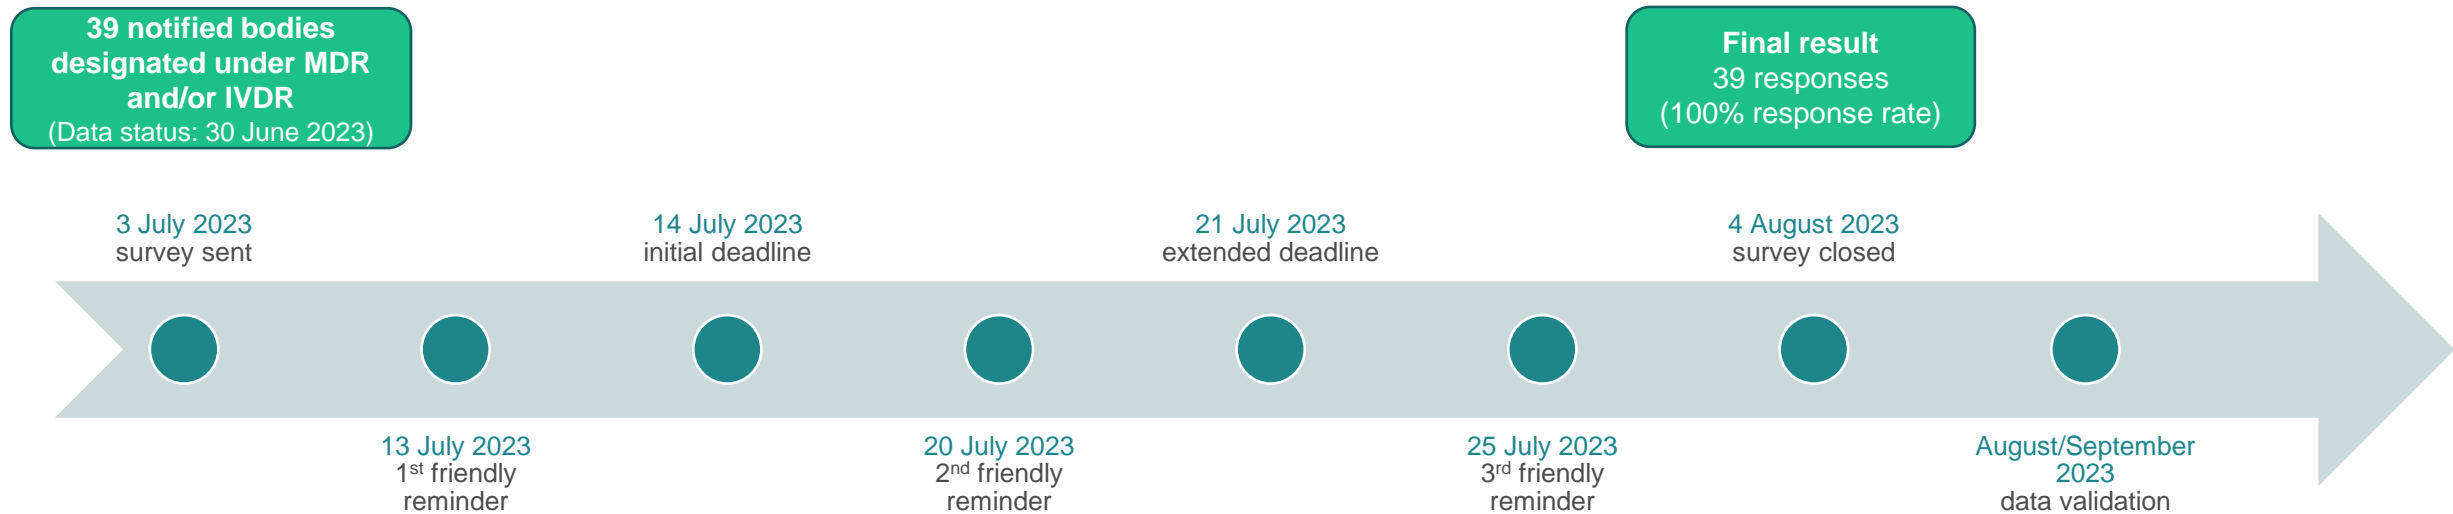 39 notified bodies
designated under MDR
and/or IVDR
(Data status: 30 June 2023)
Final result
39 responses
(100% response rate)
3 July 2023
survey sent
14 July 2023
initial deadline
21 July 2023
extended deadline
4 August 2023
survey closed
13 July 2023
1st friendly
reminder
20 July 2023
2nd friendly
reminder
25 July 2023
3rd friendly
reminder
August/September
2023
data validation